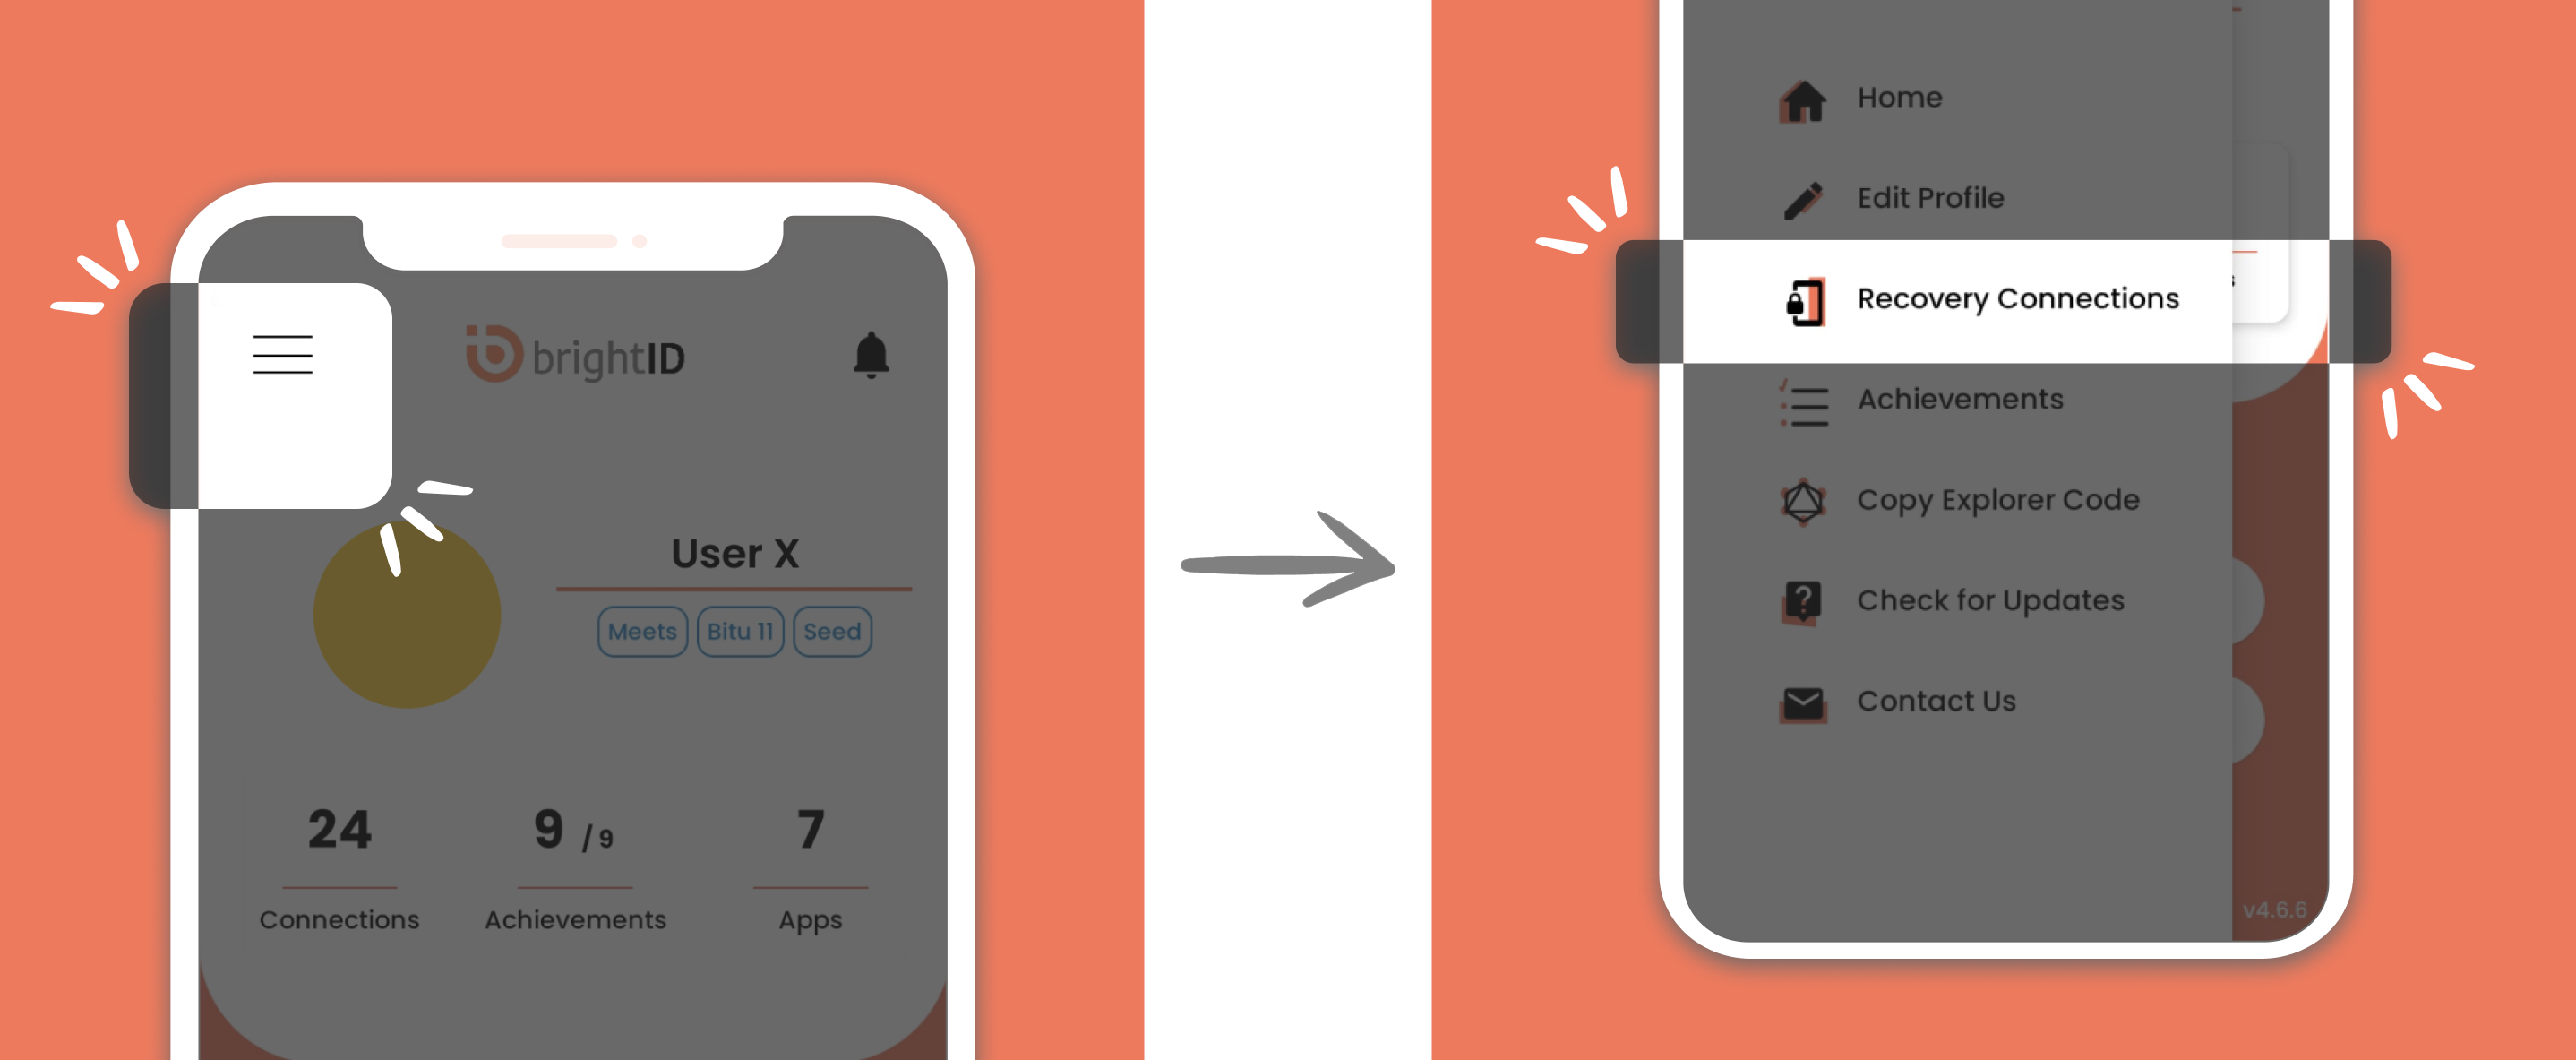 brightID
User X
Meets Bitu 11 Seed
24 9 / 9 7
Connections Achievements Apps
Home
Edit Profile
Recovery Connections
Achievements
Copy Explorer Code
Check for Updates
Contact Us
v4.6.6